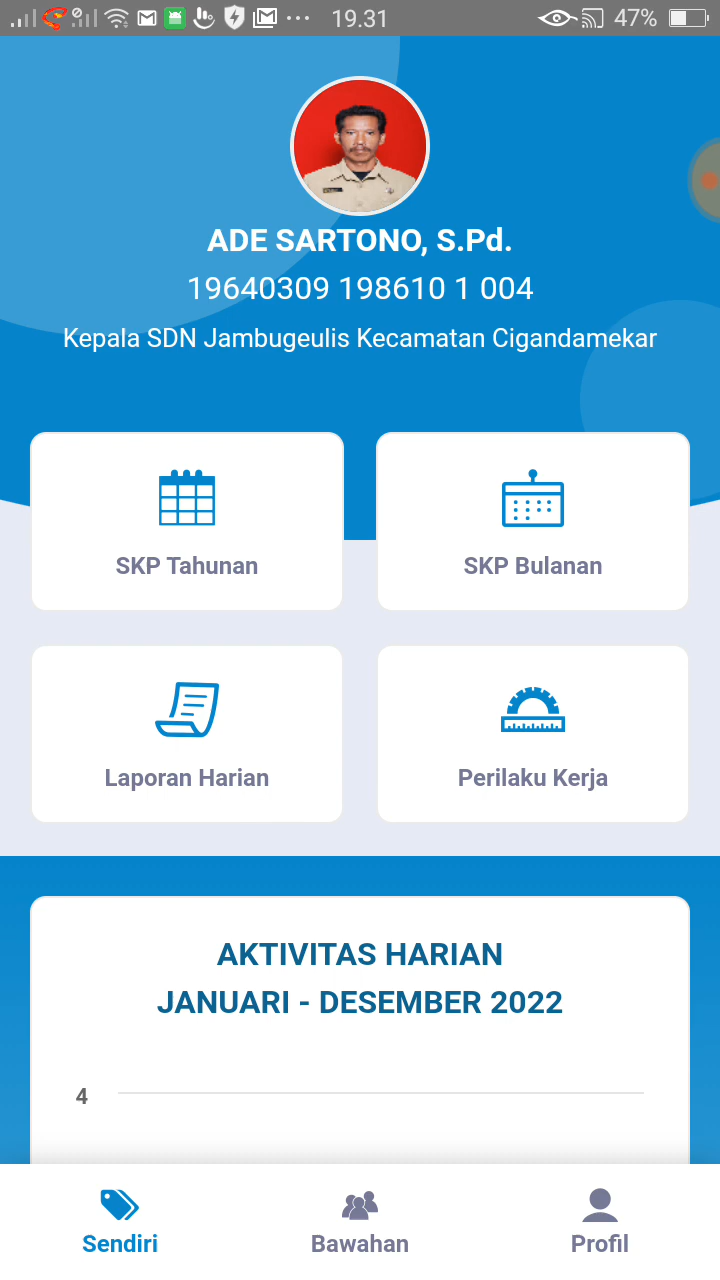 19.31
47%
ADE SARTONO, S.Pd.
19640309 198610 1 004
Kepala SDN Jambugeulis Kecamatan Cigandamekar
SKP Tahunan
SKP Bulanan
Laporan Harian
Perilaku Kerja
AKTIVITAS HARIAN
JANUARI - DESEMBER 2022
4
Sendiri
Bawahan
Profil